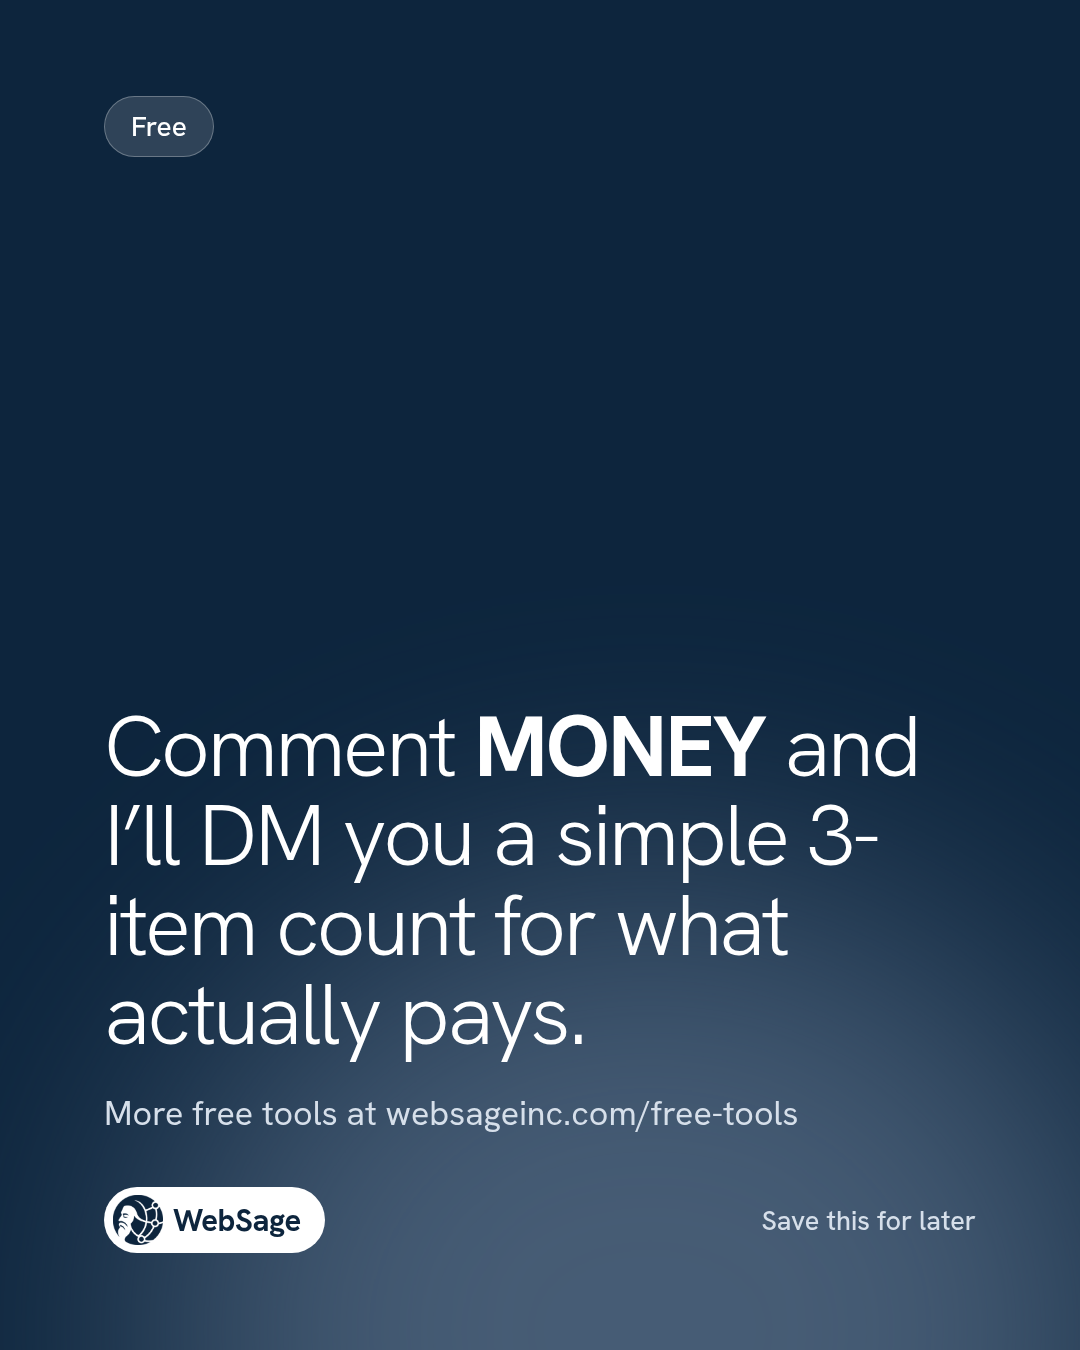 Free
Comment MONEY and
I’ll DM you a simple 3-
item count for what
actually pays.
More free tools at websageinc.com/free-tools
WebSage
Save this for later